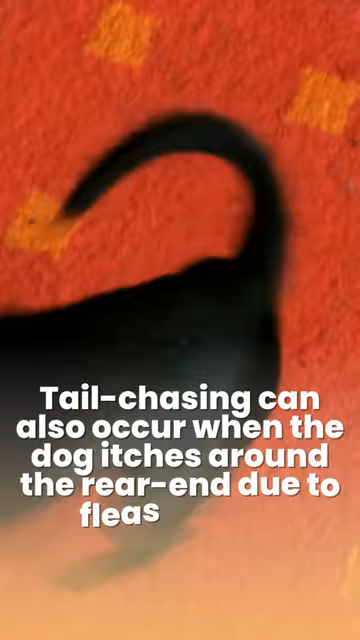 Tail-chasing can
also occur when the
dog itches around
the rear-end due to
fleas